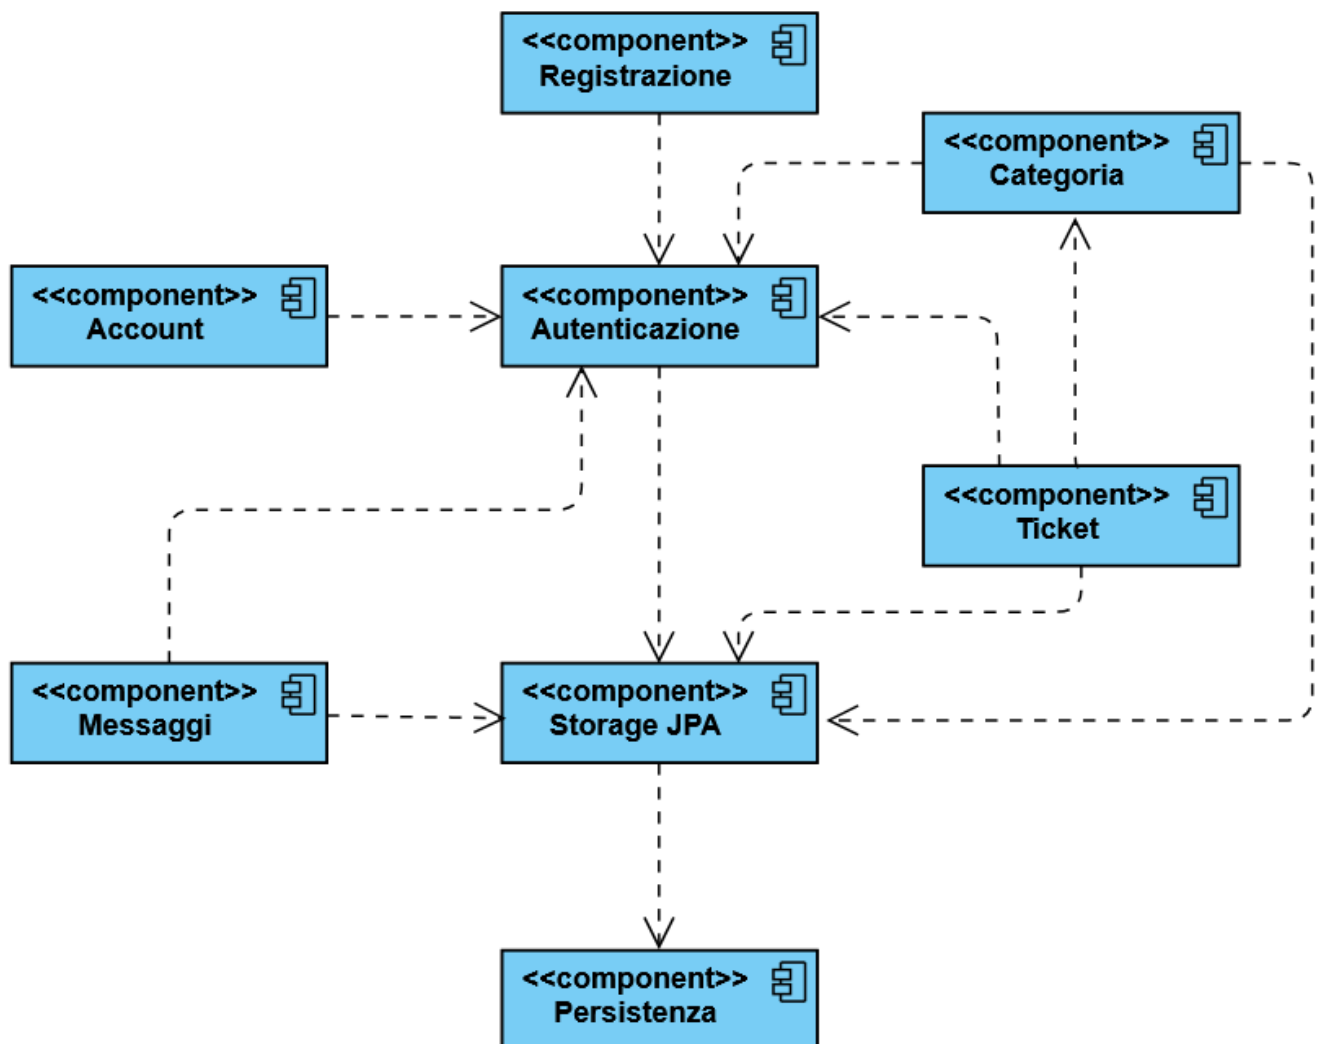 <<component>>
Registrazione
<<component>>
Categoria
<<component>>
Account
<<component>>
Autenticazione
<<component>>
Ticket
<<component>>
Messaggi
<<component>>
Storage JPA
<<component>>
Persistenza